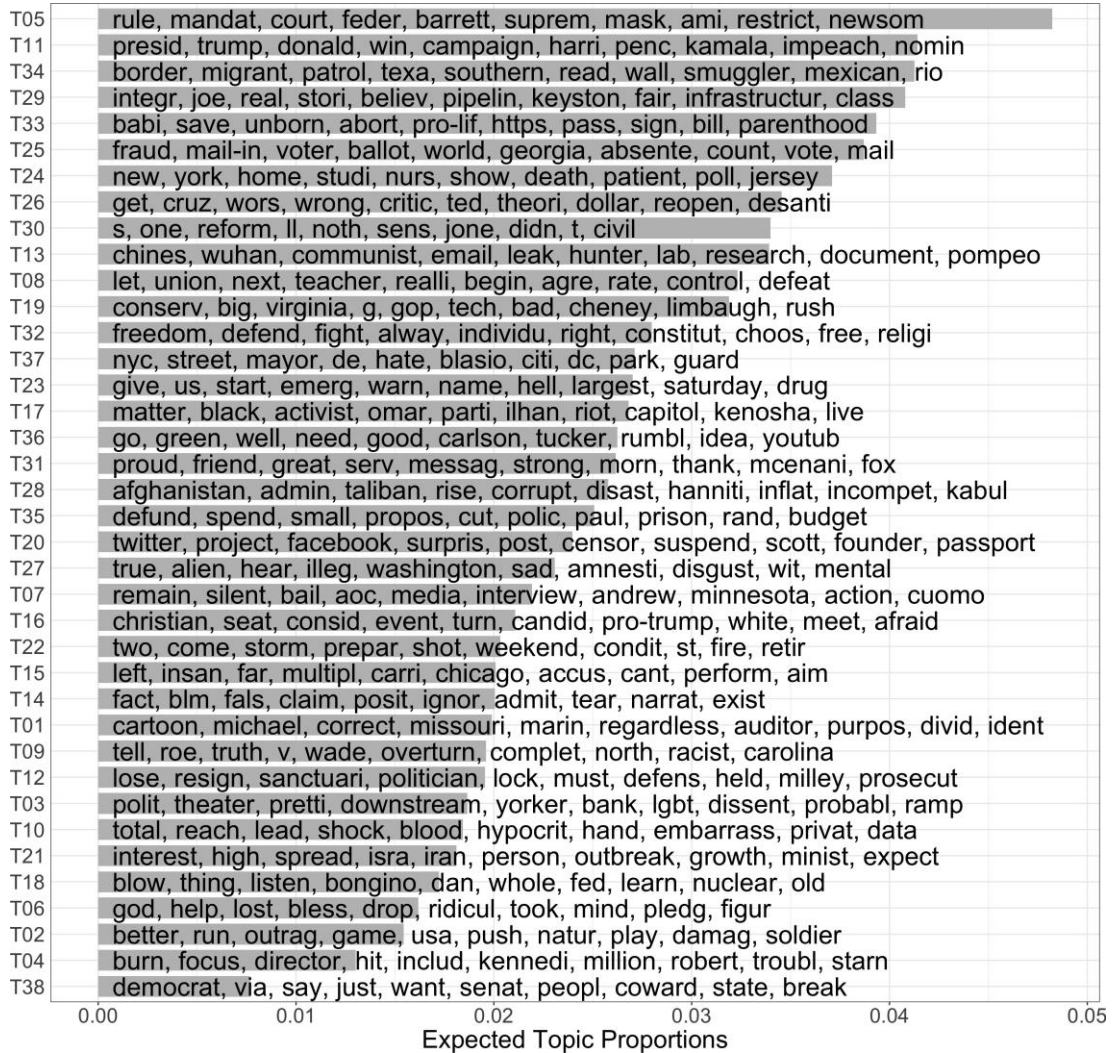 T05 rule, mandat, court, feder, barrett, suprem, mask, ami, restrict, newsom
T11 presid, trump, donald, win, campaign, harri, penc, kamala, impeach, nomin
T34 border, migrant, patrol, texa, southern, read, wall, smuggler, mexican, rio
T29 integr, joe, real, stori, believ, pipelin, keyston, fair, infrastructur, class
T33 babi, save, unborn, abort, pro-lif, https, pass, sign, bill, parenthood
T25 fraud, mail-in, voter, ballot, world, georgia, absente, count, vote, mail
T24 new, york, home, studi, nurs, show, death, patient, poll, jersey
T26 get, cruz, wors, wrong, critic, ted, theori, dollar, reopen, desanti
T30 s, one, reform, ll, noth, sens, jone, didn, t, civil
T13 chines, wuhan, communist, email, leak, hunter, lab, research, document, pompeo
T08 let, union, next, teacher, realli, begin, agre, rate, control, defeat
T19 conserv, big, virginia, g, gop, tech, bad, cheney, limbaugh, rush
T32 freedom, defend, fight, alway, individu, right, constitut, choos, free, religi
T37 nyc, street, mayor, de, hate, blasio, citi, dc, park, guard
T23 give, us, start, emerg, warn, name, hell, largest, saturday, drug
T17 matter, black, activist, omar, parti, ilhan, riot, capitol, kenosha, live
T36 go, green, well, need, good, carlson, tucker, rumbl, idea, youtub
T31 proud, friend, great, serv, messag, strong, morn, thank, mcenani, fox
T28 afghanistan, admin, taliban, rise, corrupt, disast, hanniti, inflat, incompet, kabul
T35 defund, spend, small, propos, cut, polic, paul, prison, rand, budget
T20 twitter, project, facebook, surpris, post, censor, suspend, scott, founder, passport
T27 true, alien, hear, illeg, washington, sad, amnesti, disgust, wit, mental
T07 remain, silent, bail, aoc, media, interview, andrew, minnesota, action, cuomo
T16 christian, seat, consid, event, turn, candid, pro-trump, white, meet, afraid
T22 two, come, storm, prepar, shot, weekend, condit, st, fire, retir
T15 left, insan, far, multipl, carri, chicago, accus, cant, perform, aim
T14 fact, blm, fals, claim, posit, ignor, admit, tear, narrat, exist
T01 cartoon, michael, correct, missouri, marin, regardless, auditor, purpos, divid, ident
T09 tell, roe, truth, v, wade, overturn, complet, north, racist, carolina
T12 lose, resign, sanctuari, politician, lock, must, defens, held, milley, prosecut
T03 polit, theater, pretti, downstream, yorker, bank, lgbt, dissent, probabl, ramp
T10 total, reach, lead, shock, blood, hypocrit, hand, embarrass, privat, data
T21 interest, high, spread, isra, iran, person, outbreak, growth, minist, expect
T18 blow, thing, listen, bongino, dan, whole, fed, learn, nuclear, old
T06 god, help, lost, bless, drop, ridicul, took, mind, pledg, figur
T02 better, run, outrag, game, usa, push, natur, play, damag, soldier
T04 burn, focus, director, hit, includ, kennedi, million, robert, troubl, starn
T38 democrat, via, say, just, want, senat, peopl, coward, state, break
0.00 0.01 0.02 0.03 0.04 0.05
Expected Topic Proportions